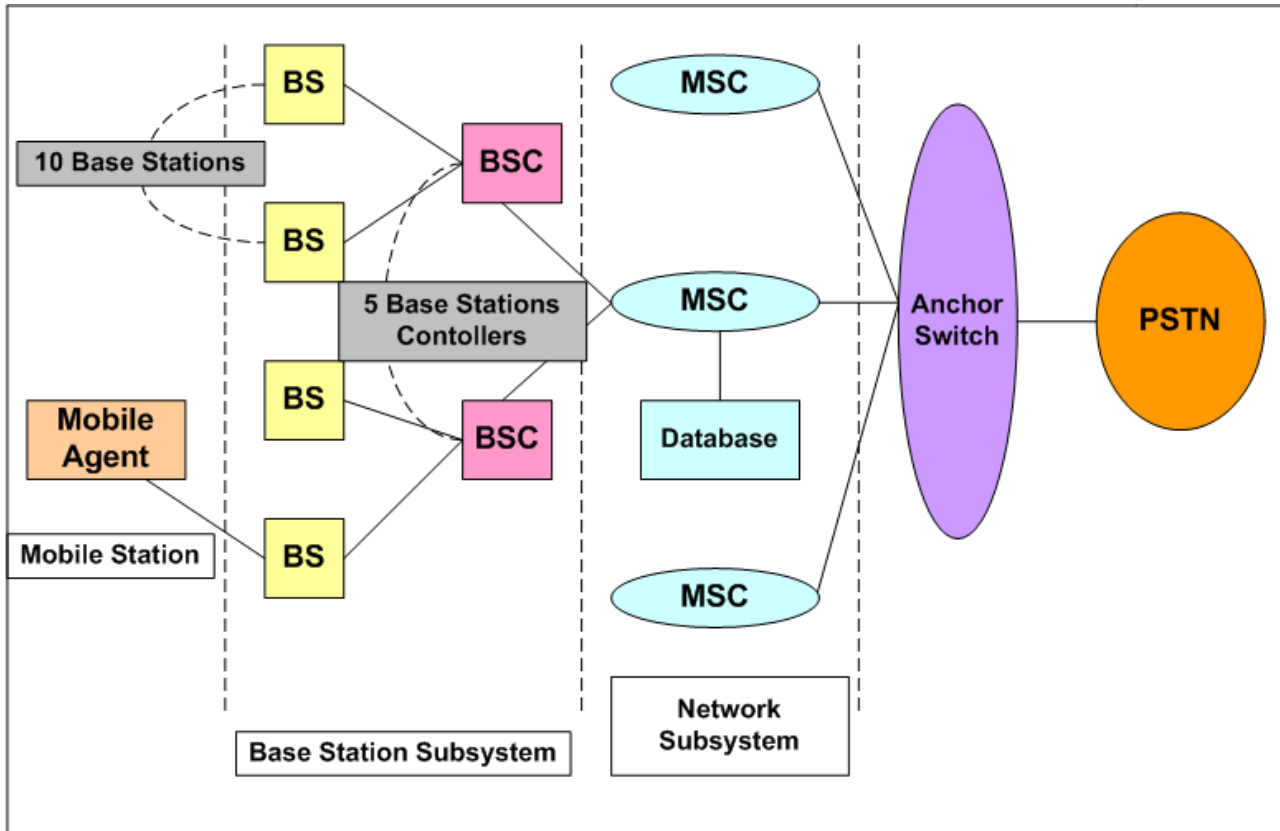 BS
MSC
10 Base Stations
BSC
BS
5 Base Stations
Contollers
MSC
Anchor
Switch
PSTN
BS
Mobile
Agent
BSC
Database
Mobile Station
BS
MSC
Base Station Subsystem
Network
Subsystem